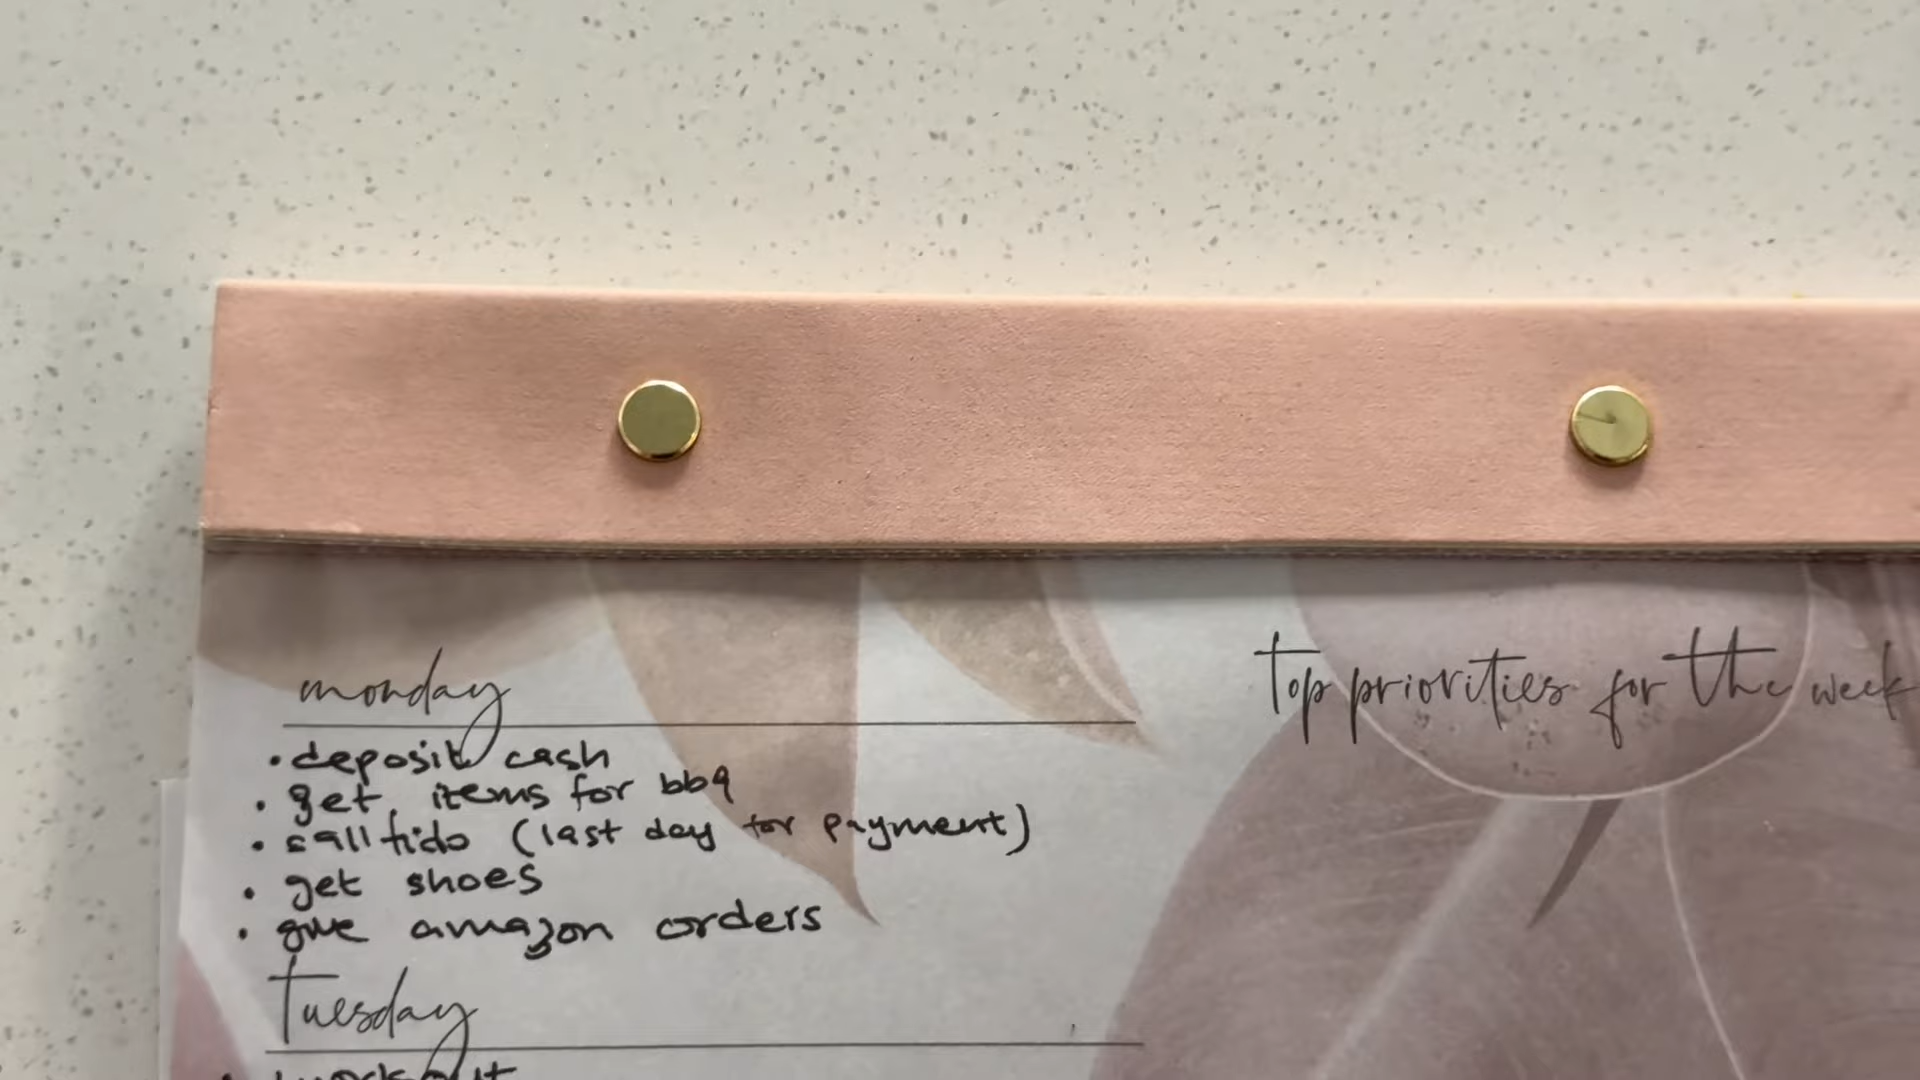 monday
• deposit cash
• get items for bbq
• call fido (last day for payment)
• get shoes
• give amazon orders
tuesday
• workout
top priorities for the week